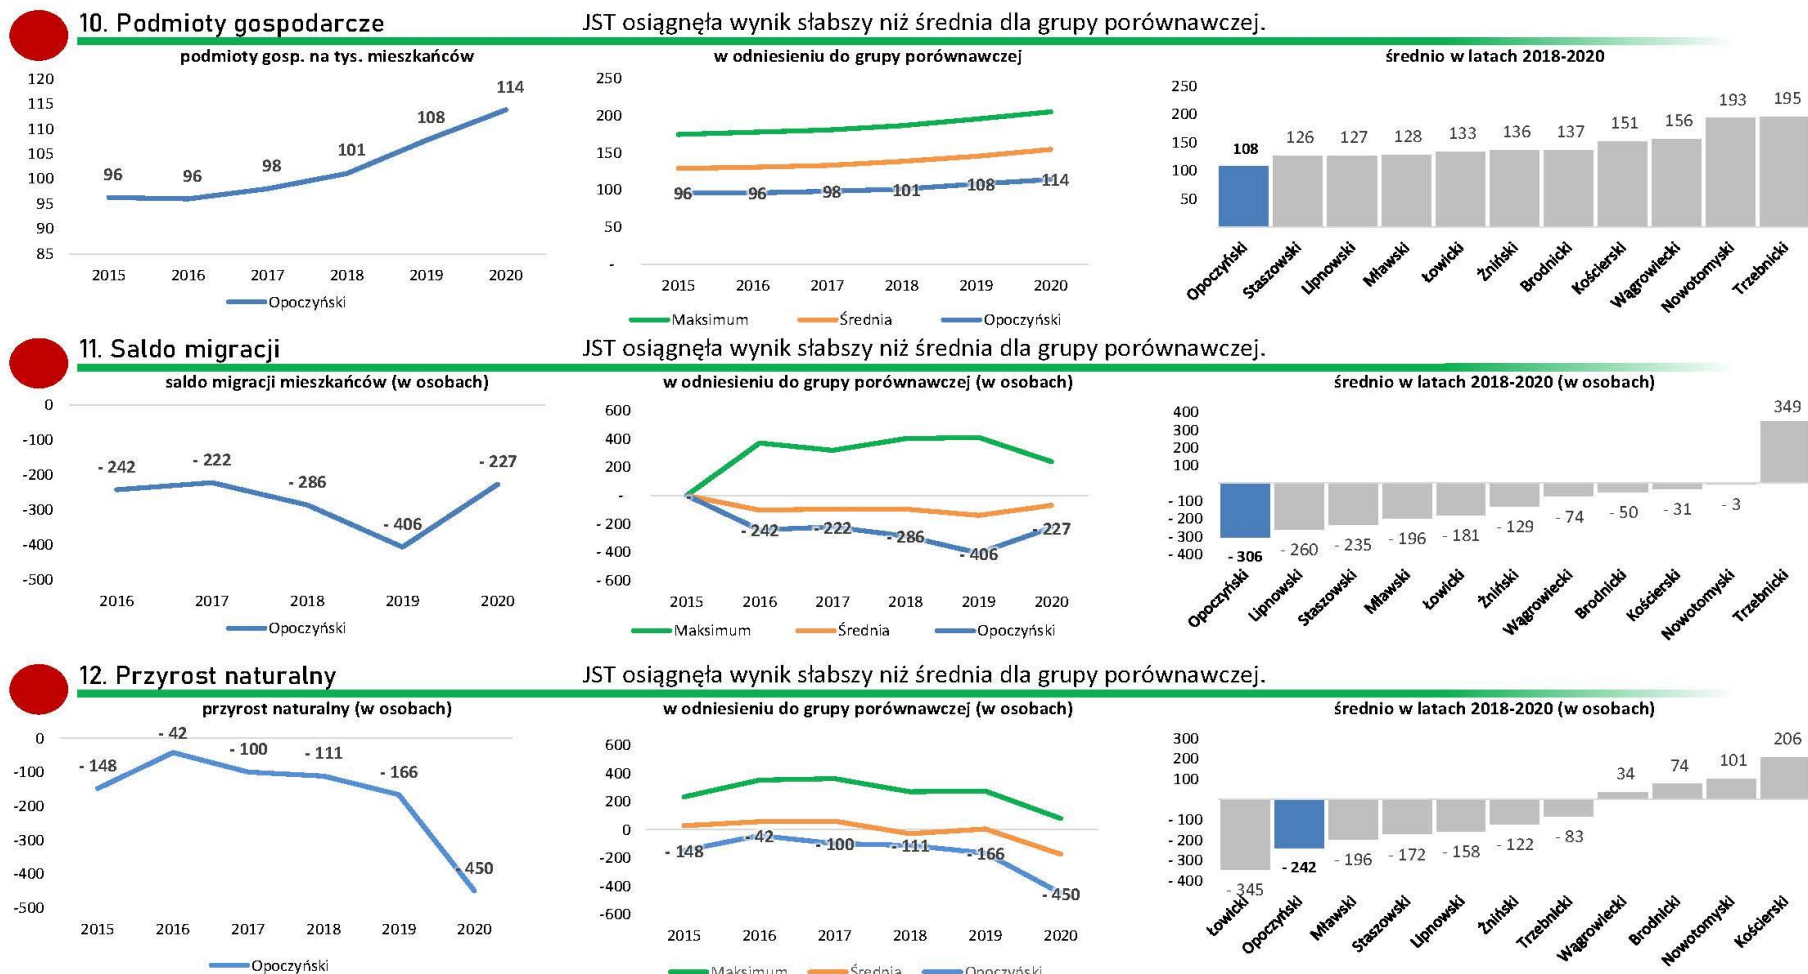 10. Podmioty gospodarcze
JST osiągnęła wynik słabszy niż średnia dla grupy porównawczej.
podmioty gosp. na tys. mieszkańców
120
115
110
105
100
95
90
85
96
96
98
101
108
114
2015 2016 2017 2018 2019 2020
Opoczyński
w odniesieniu do grupy porównawczej
250
200
150
100
50
-
96 96 98 101 108 114
2015 2016 2017 2018 2019 2020
Maksimum Średnia Opoczyński
średnio w latach 2018-2020
250
200
150
100
50
108 126 127 128 133 136 137 151 156 193 195
Opoczyński Staszowski Lipnowski Mławski Łowicki Żniński Brodnicki Kościerski Wągrowiecki Nowotomyski Trzebnicki
11. Saldo migracji
JST osiągnęła wynik słabszy niż średnia dla grupy porównawczej.
saldo migracji mieszkańców (w osobach)
0
-100
-200
-300
-400
-500
- 242
- 222
- 286
- 406
- 227
2016 2017 2018 2019 2020
Opoczyński
w odniesieniu do grupy porównawczej (w osobach)
600
400
200
-
- 200
- 400
- 600
-
- 242 - 222 - 286 - 406 - 227
2015 2016 2017 2018 2019 2020
Maksimum Średnia Opoczyński
średnio w latach 2018-2020 (w osobach)
400
300
200
100
- 100
- 200
- 300
- 400
- 306 - 260 - 235 - 196 - 181 - 129 - 74 - 50 - 31 - 3 349
Opoczyński Lipnowski Staszowski Mławski Łowicki Żniński Wągrowiecki Brodnicki Kościerski Nowotomyski Trzebnicki
12. Przyrost naturalny
JST osiągnęła wynik słabszy niż średnia dla grupy porównawczej.
przyrost naturalny (w osobach)
0
-100
-200
-300
-400
-500
- 148
- 42
- 100
- 111
- 166
- 450
2015 2016 2017 2018 2019 2020
Opoczyński
w odniesieniu do grupy porównawczej (w osobach)
600
400
200
0
-200
-400
-600
- 148 - 42 - 100 - 111 - 166 - 450
2015 2016 2017 2018 2019 2020
Maksimum Średnia Opoczyński
średnio w latach 2018-2020 (w osobach)
300
200
100
- 100
- 200
- 300
- 400
- 345 - 242 - 196 - 172 - 158 - 122 - 83 34 74 101 206
Łowicki Opoczyński Mławski Staszowski Lipnowski Żniński Trzebnicki Wągrowiecki Brodnicki Nowotomyski Kościerski